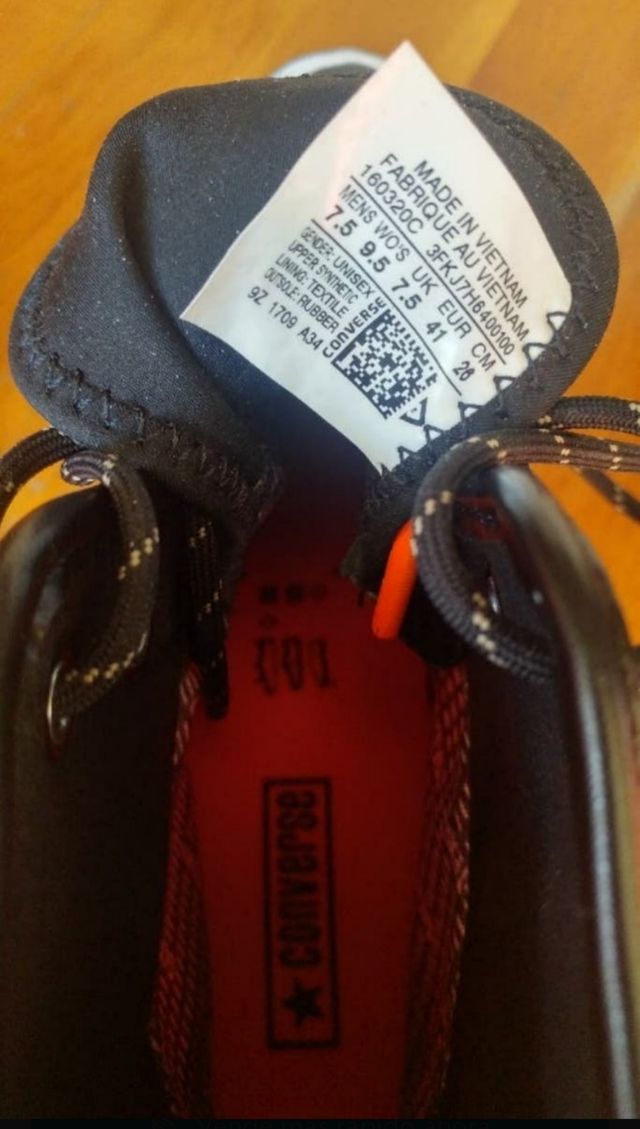 MADE IN VIETNAM
FABRIQUE AU VIETNAM
160320C 3FKJ7H6400100
MENS WO'S UK EUR CM
7.5 9.5 7.5 41 26
GENDER: UNISEX
UPPER: SYNTHETIC
LINING: TEXTILE
OUTSOLE: RUBBER
9Z 1709 A34
CONVERSE
converse